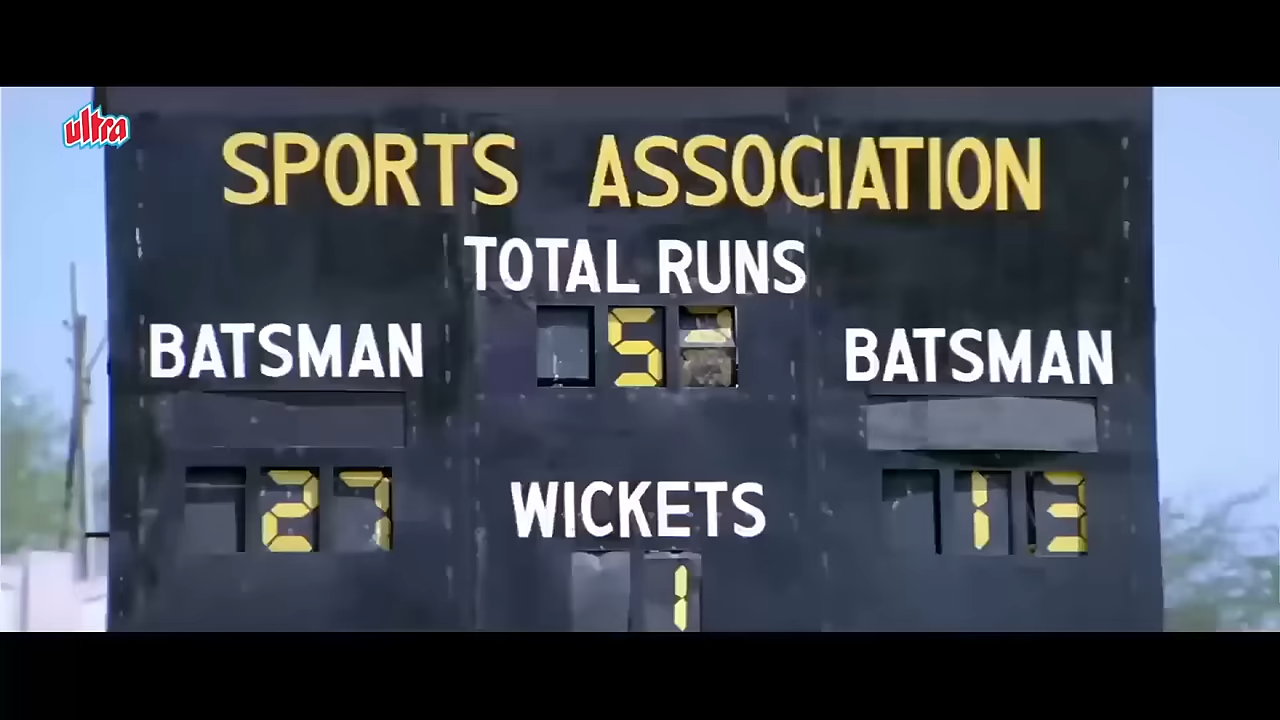 ultra
SPORTS ASSOCIATION
TOTAL RUNS
5
BATSMAN
BATSMAN
27
13
WICKETS
1